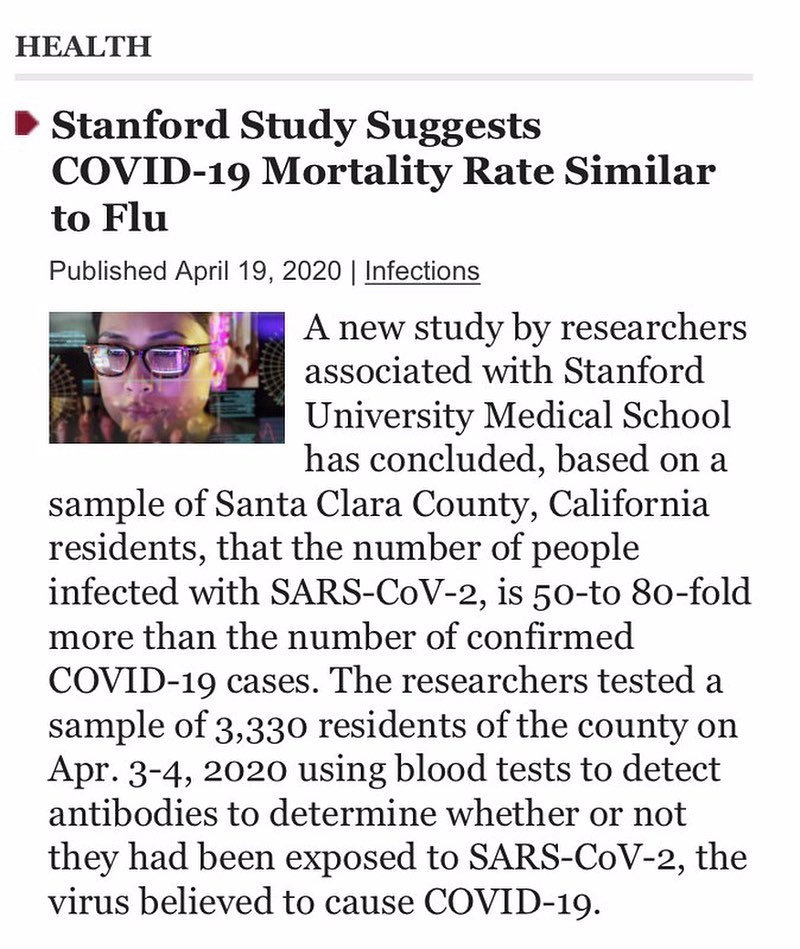 HEALTH
Stanford Study Suggests
COVID-19 Mortality Rate Similar
to Flu
Published April 19, 2020 | Infections
A new study by researchers
associated with Stanford
University Medical School
has concluded, based on a
sample of Santa Clara County, California
residents, that the number of people
infected with SARS-CoV-2, is 50-to 80-fold
more than the number of confirmed
COVID-19 cases. The researchers tested a
sample of 3,330 residents of the county on
Apr. 3-4, 2020 using blood tests to detect
antibodies to determine whether or not
they had been exposed to SARS-CoV-2, the
virus believed to cause COVID-19.